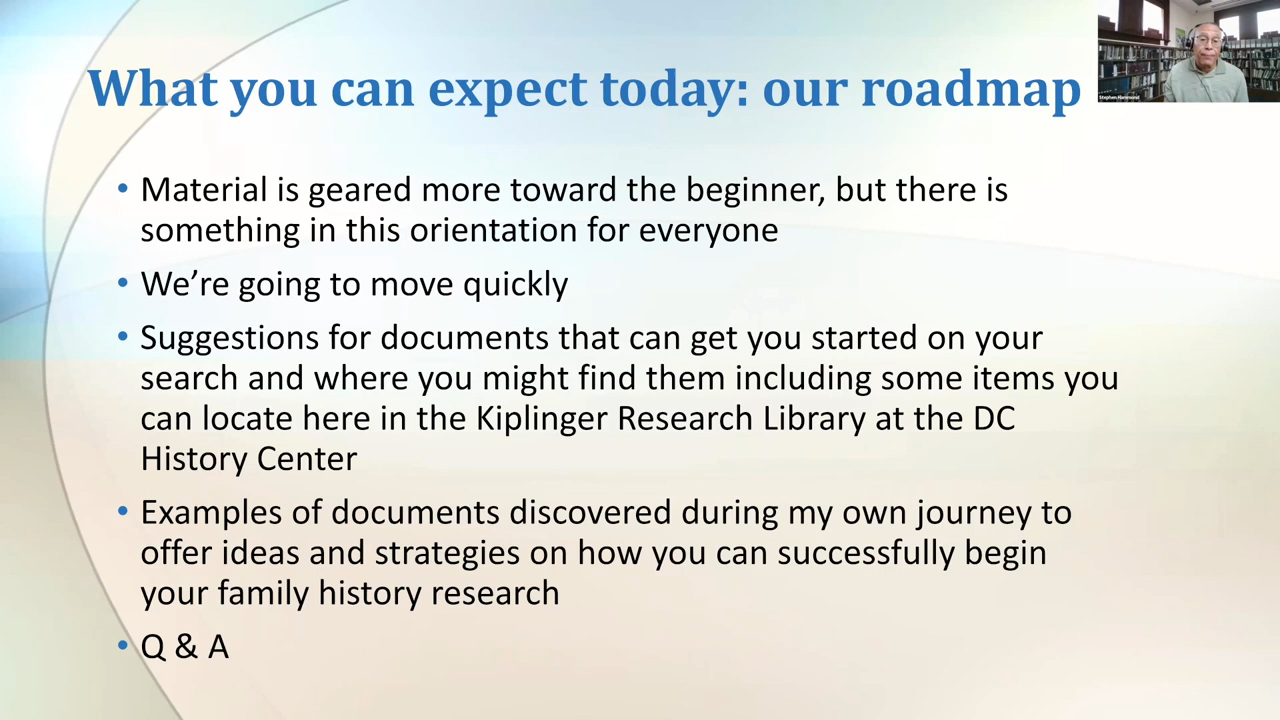 What you can expect today: our roadmap
Stephen Hammond
• Material is geared more toward the beginner, but there is
something in this orientation for everyone
• We’re going to move quickly
• Suggestions for documents that can get you started on your
search and where you might find them including some items you
can locate here in the Kiplinger Research Library at the DC
History Center
• Examples of documents discovered during my own journey to
offer ideas and strategies on how you can successfully begin
your family history research
• Q & A